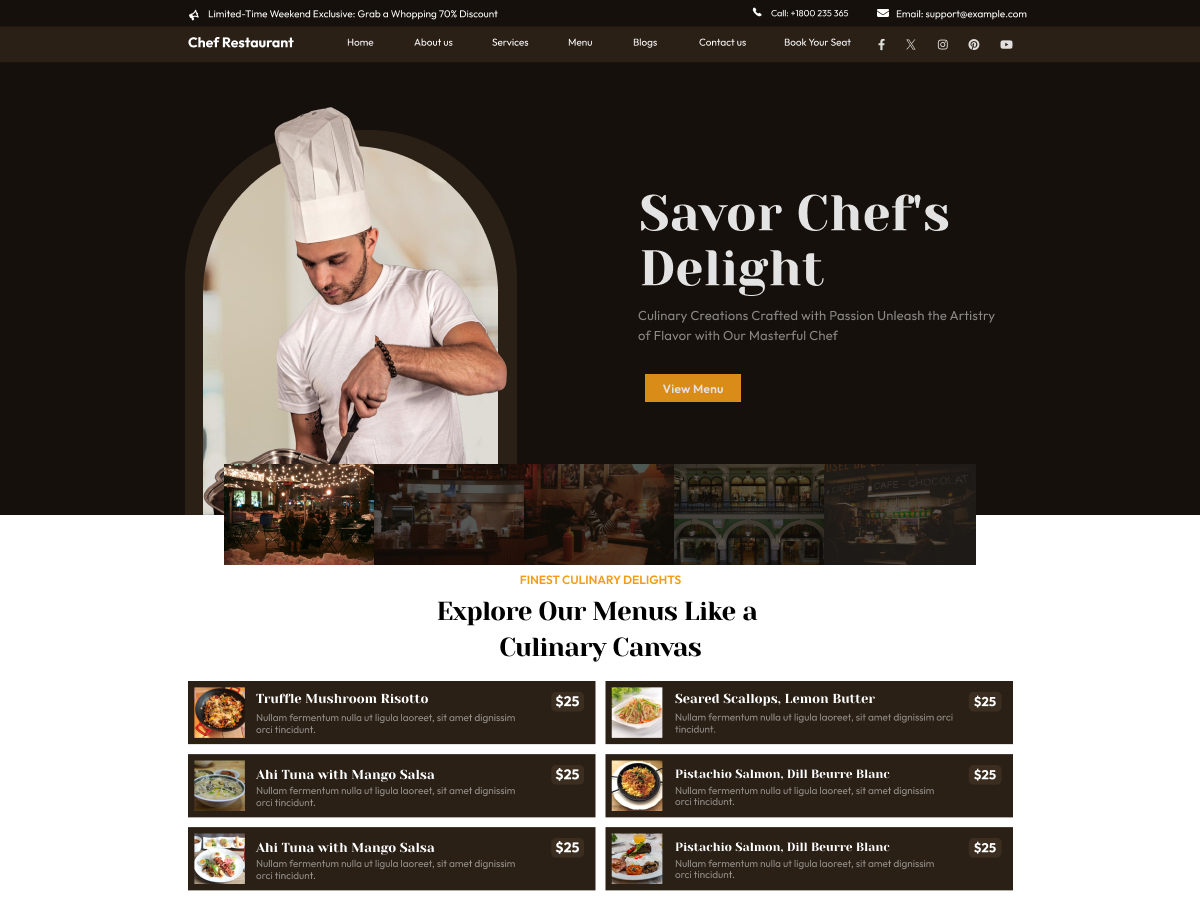 Limited-Time Weekend Exclusive: Grab a Whopping 70% Discount
Call: +1800 235 365
Email: support@example.com
Chef Restaurant
Home
About us
Services
Menu
Blogs
Contact us
Book Your Seat
Savor Chef's
Delight
Culinary Creations Crafted with Passion Unleash the Artistry
of Flavor with Our Masterful Chef
View Menu
CAFE - CHOCOLAT
FINEST CULINARY DELIGHTS
Explore Our Menus Like a
Culinary Canvas
Truffle Mushroom Risotto
$25
Nullam fermentum nulla ut ligula laoreet, sit amet dignissim
orci tincidunt.
Seared Scallops, Lemon Butter
$25
Nullam fermentum nulla ut ligula laoreet, sit amet dignissim orci
tincidunt.
Ahi Tuna with Mango Salsa
$25
Nullam fermentum nulla ut ligula laoreet, sit amet dignissim
orci tincidunt.
Pistachio Salmon, Dill Beurre Blanc
$25
Nullam fermentum nulla ut ligula laoreet, sit amet dignissim
orci tincidunt.
Ahi Tuna with Mango Salsa
$25
Nullam fermentum nulla ut ligula laoreet, sit amet dignissim
orci tincidunt.
Pistachio Salmon, Dill Beurre Blanc
$25
Nullam fermentum nulla ut ligula laoreet, sit amet dignissim
orci tincidunt.